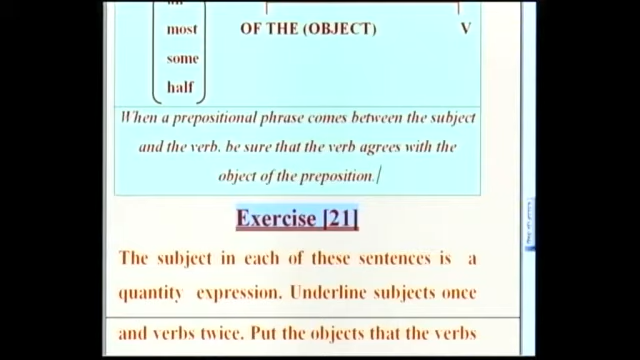 all
most OF THE (OBJECT) V
some
half
When a prepositional phrase comes between the subject
and the verb. be sure that the verb agrees with the
object of the preposition.
Exercise [21]
The subject in each of these sentences is a
quantity expression. Underline subjects once
and verbs twice. Put the objects that the verbs